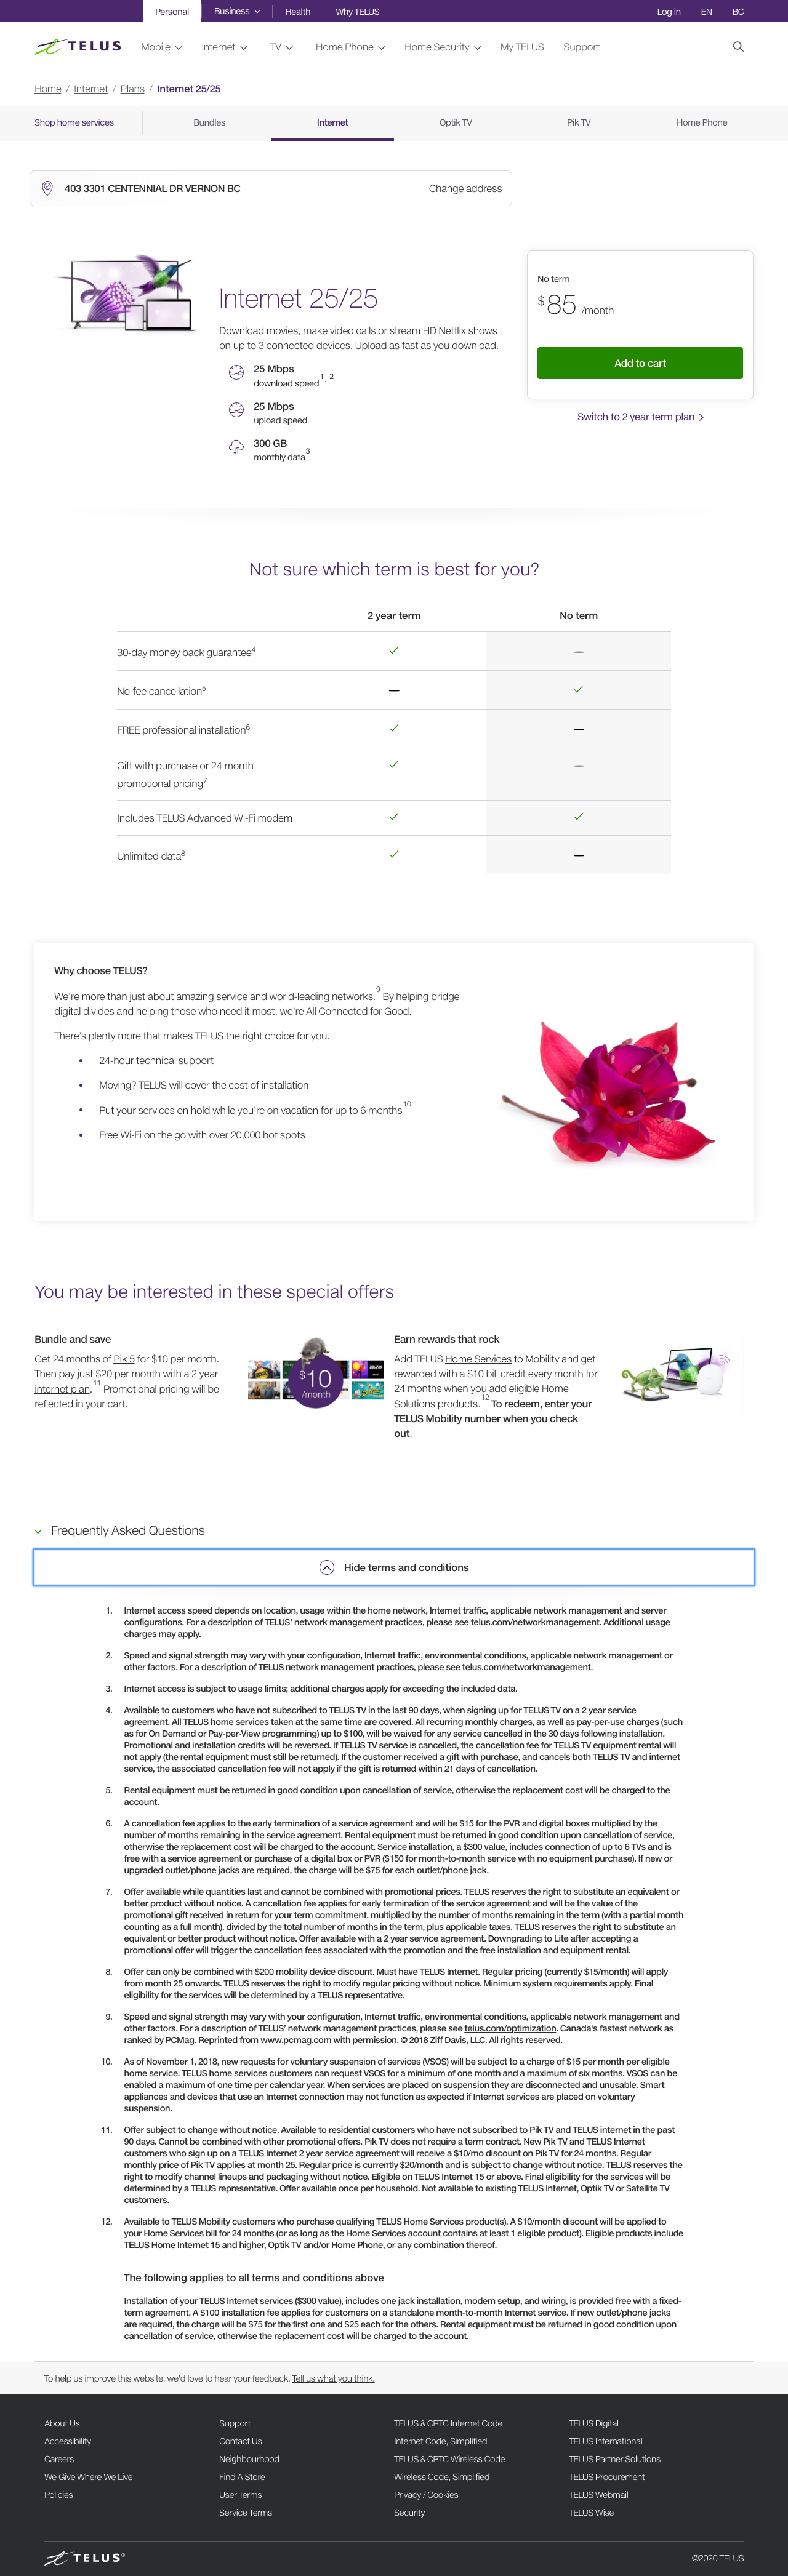 Personal Business Health Why TELUS Log in EN BC
TELUS Mobile Internet TV Home Phone Home Security My TELUS Support
Home / Internet / Plans / Internet 25/25
Shop home services Bundles Internet Optik TV Pik TV Home Phone
403 3301 CENTENNIAL DR VERNON BC Change address
Internet 25/25
Download movies, make video calls or stream HD Netflix shows
on up to 3 connected devices. Upload as fast as you download.
25 Mbps
download speed 1, 2
25 Mbps
upload speed
300 GB
monthly data 3
No term
$85 /month
Add to cart
Switch to 2 year term plan
Not sure which term is best for you?
2 year term No term
30-day money back guarantee4
No-fee cancellation5
FREE professional installation6
Gift with purchase or 24 month
promotional pricing7
Includes TELUS Advanced Wi-Fi modem
Unlimited data8
Why choose TELUS?
We're more than just about amazing service and world-leading networks.9 By helping bridge
digital divides and helping those who need it most, we're All Connected for Good.
There's plenty more that makes TELUS the right choice for you.
• 24-hour technical support
• Moving? TELUS will cover the cost of installation
• Put your services on hold while you're on vacation for up to 6 months10
• Free Wi-Fi on the go with over 20,000 hot spots
You may be interested in these special offers
Bundle and save
Get 24 months of Pik 5 for $10 per month.
Then pay just $20 per month with a 2 year
internet plan.11 Promotional pricing will be
reflected in your cart.
$10
/month
Earn rewards that rock
Add TELUS Home Services to Mobility and get
rewarded with a $10 bill credit every month for
24 months when you add eligible Home
Solutions products.12 To redeem, enter your
TELUS Mobility number when you check
out.
Frequently Asked Questions
Hide terms and conditions
1. Internet access speed depends on location, usage within the home network, Internet traffic, applicable network management and server
configurations. For a description of TELUS' network management practices, please see telus.com/networkmanagement. Additional usage
charges may apply.
2. Speed and signal strength may vary with your configuration, Internet traffic, environmental conditions, applicable network management or
other factors. For a description of TELUS network management practices, please see telus.com/networkmanagement.
3. Internet access is subject to usage limits; additional charges apply for exceeding the included data.
4. Available to customers who have not subscribed to TELUS TV in the last 90 days, when signing up for TELUS TV on a 2 year service
agreement. All TELUS home services taken at the same time are covered. All recurring monthly charges, as well as pay-per-use charges (such
as for On Demand or Pay-per-View programming) up to $100, will be waived for any service cancelled in the 30 days following installation.
Promotional and installation credits will be reversed. If TELUS TV service is cancelled, the cancellation fee for TELUS TV equipment rental will
not apply (the rental equipment must still be returned). If the customer received a gift with purchase, and cancels both TELUS TV and internet
service, the associated cancellation fee will not apply if the gift is returned within 21 days of cancellation.
5. Rental equipment must be returned in good condition upon cancellation of service, otherwise the replacement cost will be charged to the
account.
6. A cancellation fee applies to the early termination of a service agreement and will be $15 for the PVR and digital boxes multiplied by the
number of months remaining in the service agreement. Rental equipment must be returned in good condition upon cancellation of service,
otherwise the replacement cost will be charged to the account. Service installation, a $300 value, includes connection of up to 6 TVs and is
free with a service agreement or purchase of a digital box or PVR ($150 for month-to-month service with no equipment purchase). If new or
upgraded outlet/phone jacks are required, the charge will be $75 for each outlet/phone jack.
7. Offer available while quantities last and cannot be combined with promotional prices. TELUS reserves the right to substitute an equivalent or
better product without notice. A cancellation fee applies for early termination of the service agreement and will be the value of the
promotional gift received in return for your term commitment, multiplied by the number of months remaining in the term (with a partial month
counting as a full month), divided by the total number of months in the term, plus applicable taxes. TELUS reserves the right to substitute an
equivalent or better product without notice. Offer available with a 2 year service agreement. Downgrading to Lite after accepting a
promotional offer will trigger the cancellation fees associated with the promotion and the free installation and equipment rental.
8. Offer can only be combined with $200 mobility device discount. Must have TELUS Internet. Regular pricing (currently $15/month) will apply
from month 25 onwards. TELUS reserves the right to modify regular pricing without notice. Minimum system requirements apply. Final
eligibility for the services will be determined by a TELUS representative.
9. Speed and signal strength may vary with your configuration, Internet traffic, environmental conditions, applicable network management and
other factors. For a description of TELUS' network management practices, please see telus.com/optimization. Canada's fastest network as
ranked by PCMag. Reprinted from www.pcmag.com with permission. © 2018 Ziff Davis, LLC. All rights reserved.
10. As of November 1, 2018, new requests for voluntary suspension of services (VSOS) will be subject to a charge of $15 per month per eligible
home service. TELUS home services customers can request VSOS for a minimum of one month and a maximum of six months. VSOS can be
enabled a maximum of one time per calendar year. When services are placed on suspension they are disconnected and unusable. Smart
appliances and devices that use an Internet connection may not function as expected if Internet services are placed on voluntary
suspension.
11. Offer subject to change without notice. Available to residential customers who have not subscribed to Pik TV and TELUS internet in the past
90 days. Cannot be combined with other promotional offers. Pik TV does not require a term contract. New Pik TV and TELUS Internet
customers who sign up on a TELUS Internet 2 year service agreement will receive a $10/mo discount on Pik TV for 24 months. Regular
monthly price of Pik TV applies at month 25. Regular price is currently $20/month and is subject to change without notice. TELUS reserves the
right to modify channel lineups and packaging without notice. Eligible on TELUS Internet 15 or above. Final eligibility for the services will be
determined by a TELUS representative. Offer available once per household. Not available to existing TELUS Internet, Optik TV or Satellite TV
customers.
12. Available to TELUS Mobility customers who purchase qualifying TELUS Home Services product(s). A $10/month discount will be applied to
your Home Services bill for 24 months (or as long as the Home Services account contains at least 1 eligible product). Eligible products include
TELUS Home Internet 15 and higher, Optik TV and/or Home Phone, or any combination thereof.
The following applies to all terms and conditions above
Installation of your TELUS Internet services ($300 value), includes one jack installation, modem setup, and wiring, is provided free with a fixed-
term agreement. A $100 installation fee applies for customers on a standalone month-to-month Internet service. If new outlet/phone jacks
are required, the charge will be $75 for the first one and $25 each for the others. Rental equipment must be returned in good condition upon
cancellation of service, otherwise the replacement cost will be charged to the account.
To help us improve this website, we'd love to hear your feedback. Tell us what you think.
About Us Support TELUS & CRTC Internet Code TELUS Digital
Accessibility Contact Us Internet Code, Simplified TELUS International
Careers Neighbourhood TELUS & CRTC Wireless Code TELUS Partner Solutions
We Give Where We Live Find A Store Wireless Code, Simplified TELUS Procurement
Policies User Terms Privacy / Cookies TELUS Webmail
Service Terms Security TELUS Wise
TELUS® ©2020 TELUS